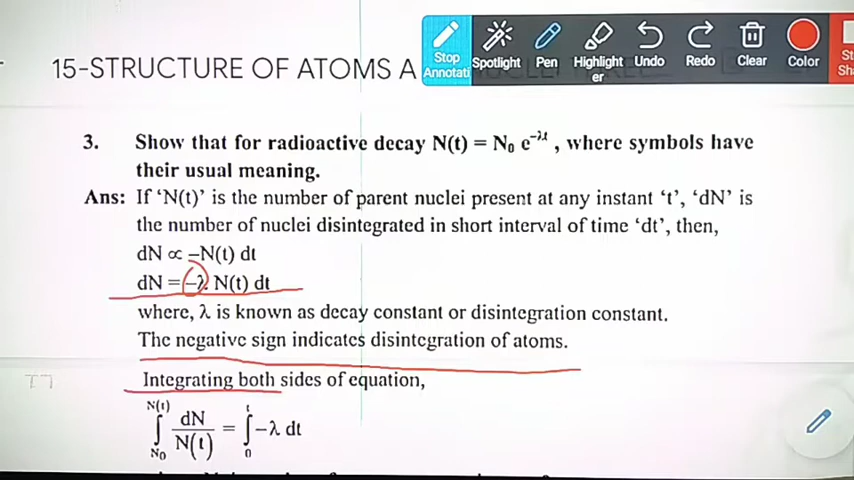 15-STRUCTURE OF ATOMS A
Stop Annotati
Spotlight
Pen
Highlight er
Undo
Redo
Clear
Color
3. Show that for radioactive decay N(t) = N₀ e^–λt , where symbols have
their usual meaning.
Ans: If ‘N(t)’ is the number of parent nuclei present at any instant ‘t’, ‘dN’ is
the number of nuclei disintegrated in short interval of time ‘dt’, then,
dN ∝ –N(t) dt
dN = –λ N(t) dt
where, λ is known as decay constant or disintegration constant.
The negative sign indicates disintegration of atoms.
Integrating both sides of equation,
∫_{N₀}^{N(t)} dN/N(t) = ∫_0^t –λ dt